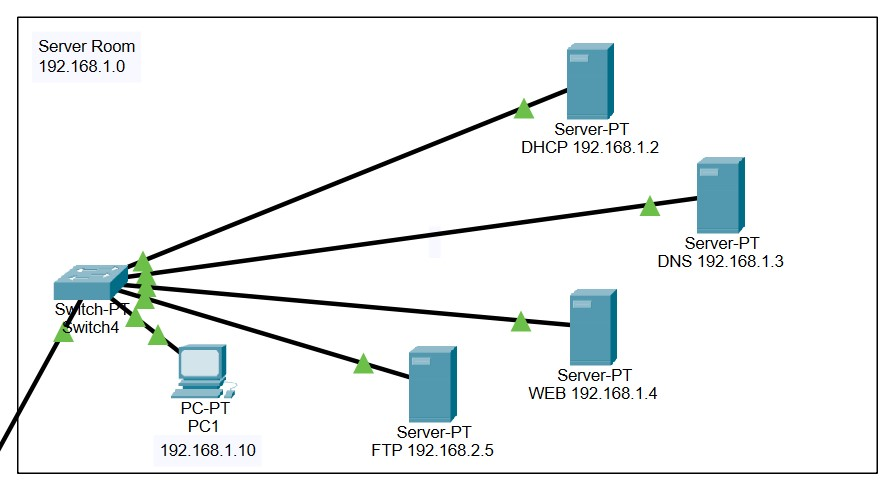 Server Room
192.168.1.0
Server-PT
DHCP 192.168.1.2
Server-PT
DNS 192.168.1.3
Switch-PT
Switch4
Server-PT
WEB 192.168.1.4
PC-PT
PC1
192.168.1.10
Server-PT
FTP 192.168.2.5